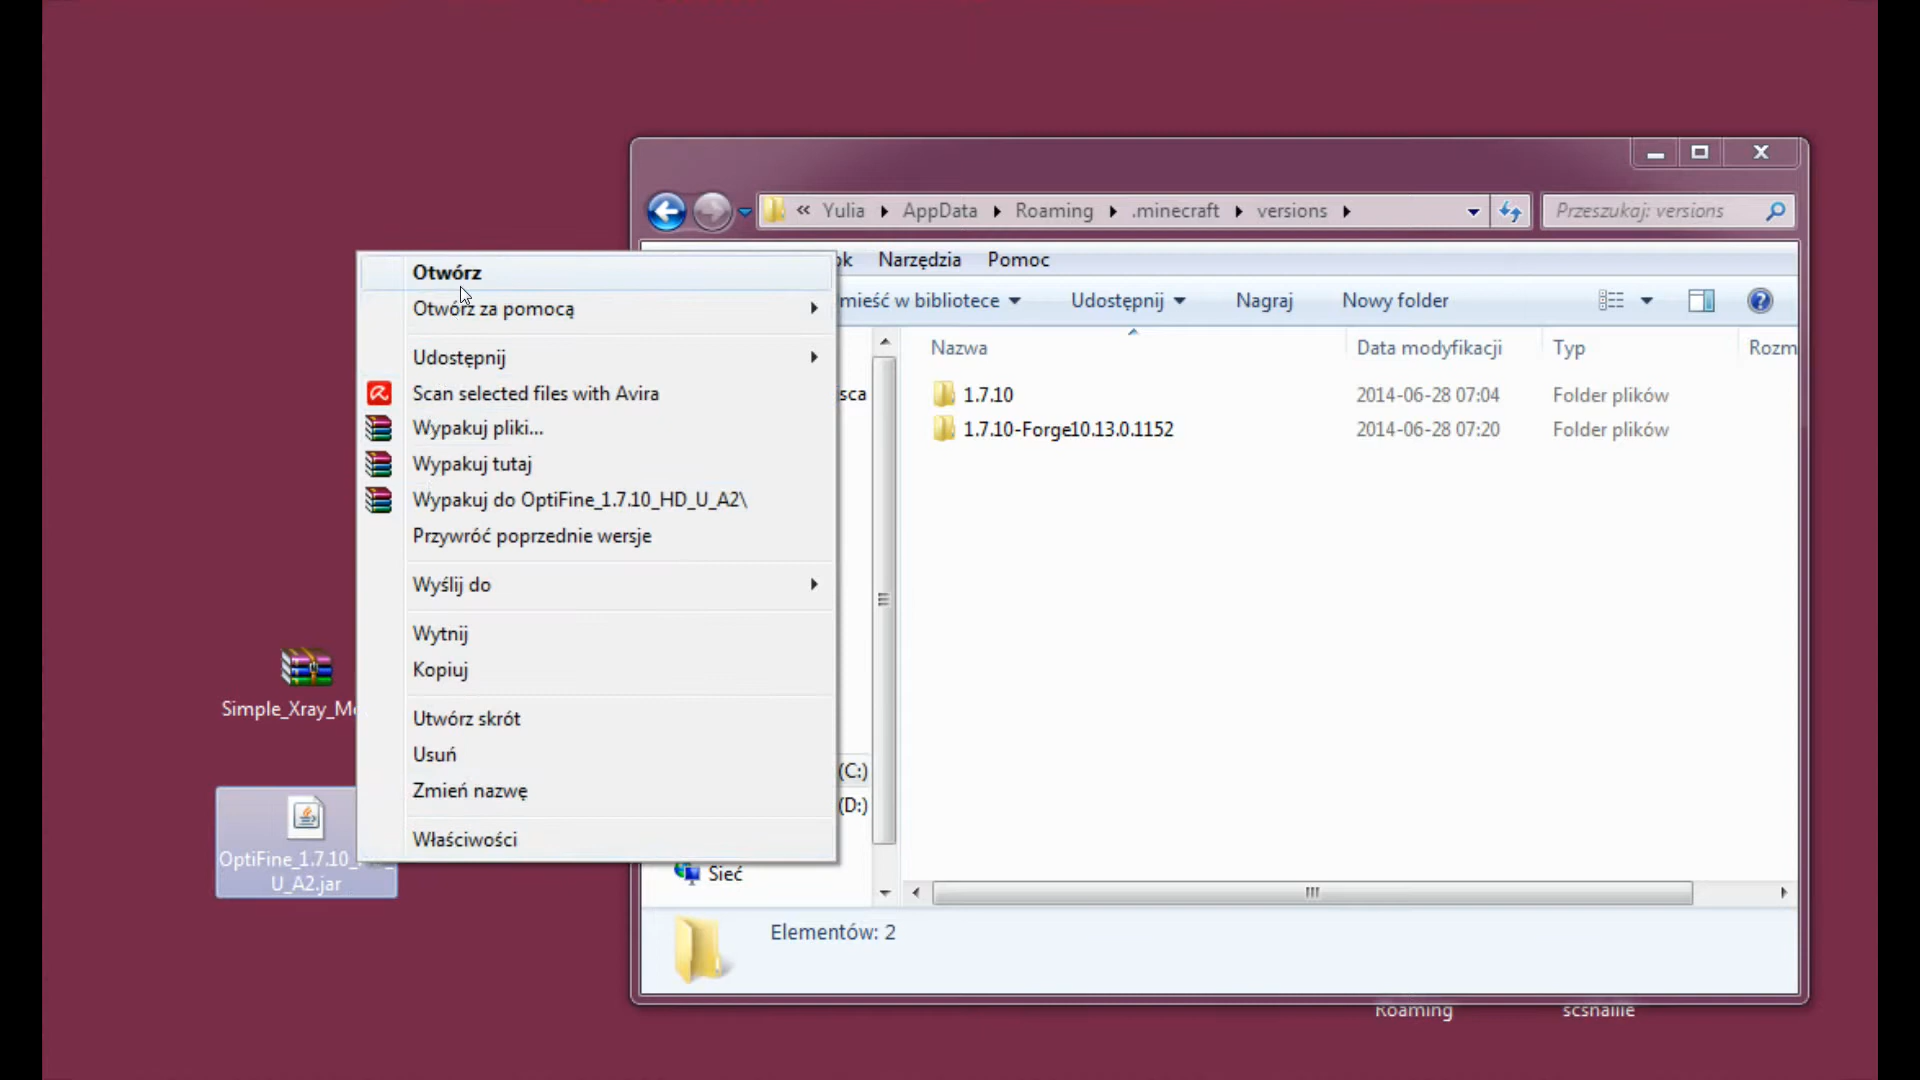 « Yulia AppData Roaming .minecraft versions
Przeszukaj: versions
Narzędzia Pomoc
w bibliotece Udostępnij Nagraj Nowy folder
Otwórz
Otwórz za pomocą
Udostępnij
Scan selected files with Avira
Wypakuj pliki...
Wypakuj tutaj
Wypakuj do OptiFine_1.7.10_HD_U_A2\
Przywróć poprzednie wersje
Wyślij do
Wytnij
Kopiuj
Utwórz skrót
Usuń
Zmień nazwę
Właściwości
Nazwa Data modyfikacji Typ Rozm
1.7.10 2014-06-28 07:04 Folder plików
1.7.10-Forge10.13.0.1152 2014-06-28 07:20 Folder plików
(C:)
(D:)
Sieć
Elementów: 2
Simple_Xray_M
OptiFine_1.7.10_
U_A2.jar
Roaming